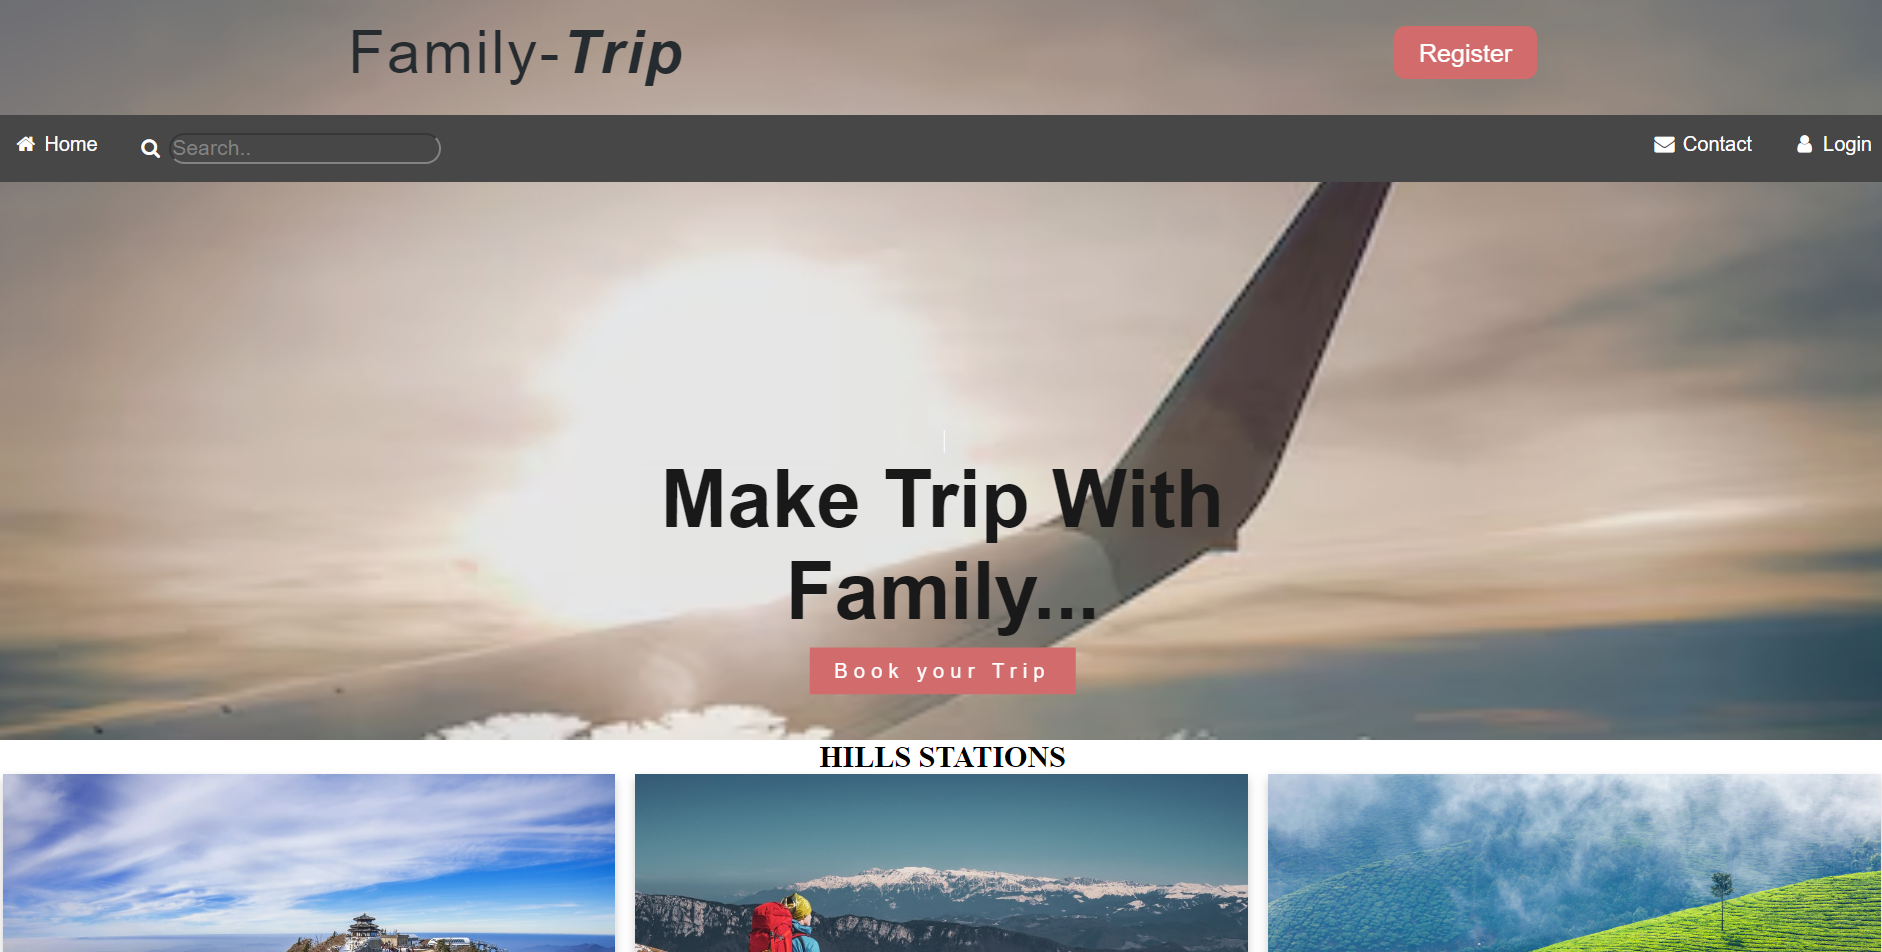 Family-Trip
Register
Home
Search..
Contact
Login
Make Trip With
Family...
Book your Trip
HILLS STATIONS